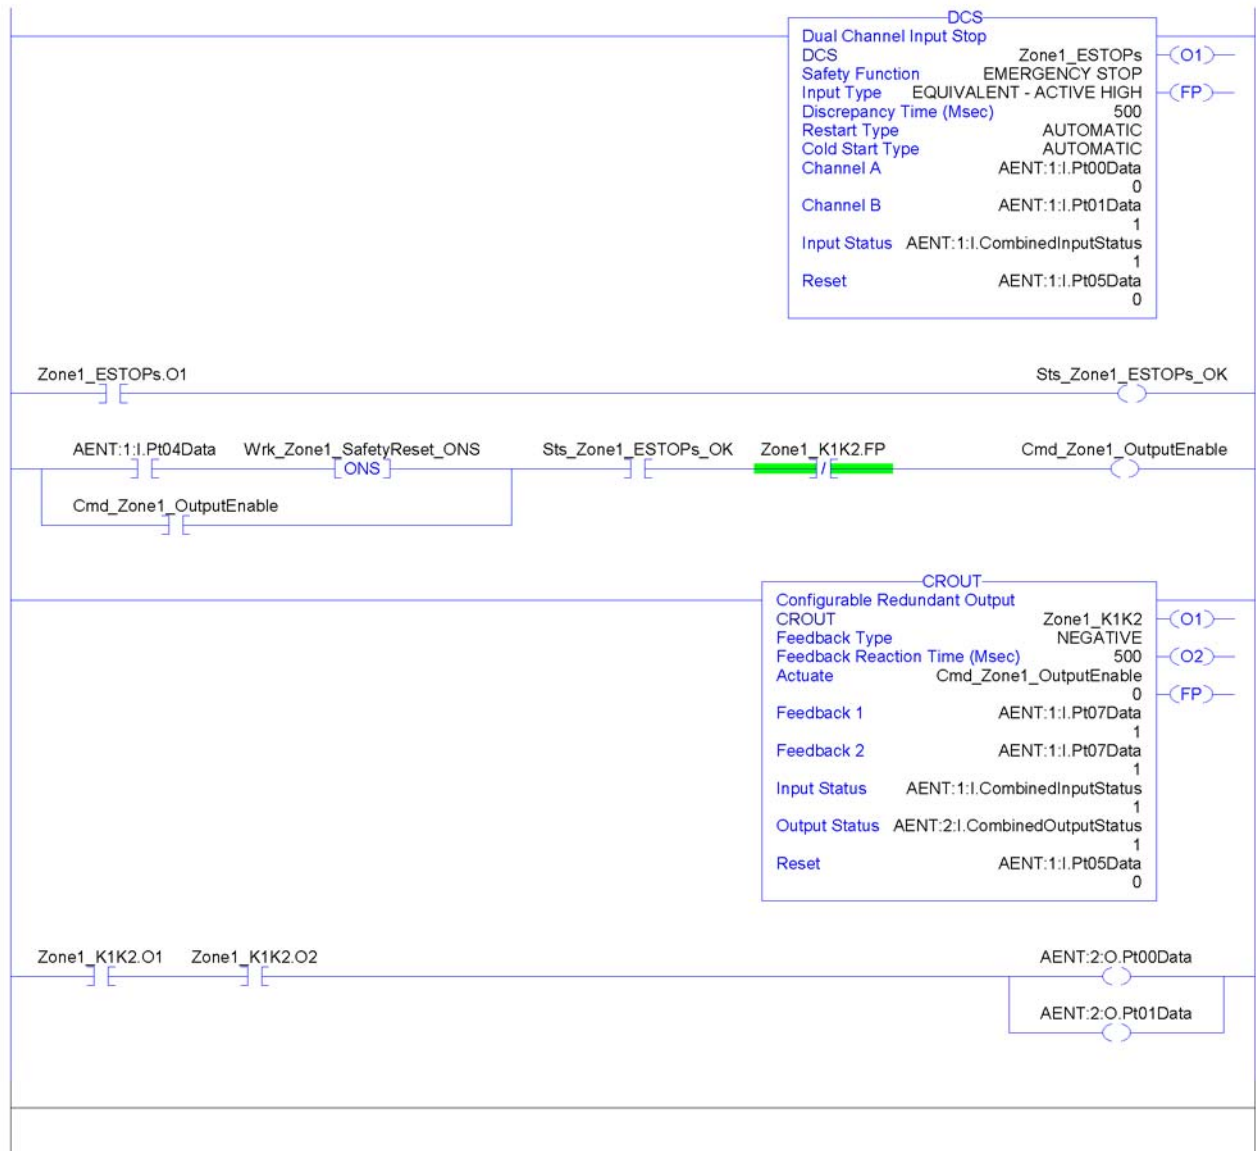 DCS
Dual Channel Input Stop
DCS Zone1_ESTOPs (O1)
Safety Function EMERGENCY STOP
Input Type EQUIVALENT - ACTIVE HIGH (FP)
Discrepancy Time (Msec) 500
Restart Type AUTOMATIC
Cold Start Type AUTOMATIC
Channel A AENT:1:I.Pt00Data
0
Channel B AENT:1:I.Pt01Data
1
Input Status AENT:1:I.CombinedInputStatus
1
Reset AENT:1:I.Pt05Data
0
Zone1_ESTOPs.O1 Sts_Zone1_ESTOPs_OK
AENT:1:I.Pt04Data Wrk_Zone1_SafetyReset_ONS Sts_Zone1_ESTOPs_OK Zone1_K1K2.FP Cmd_Zone1_OutputEnable
ONS /
Cmd_Zone1_OutputEnable
CROUT
Configurable Redundant Output
CROUT Zone1_K1K2 (O1)
Feedback Type NEGATIVE
Feedback Reaction Time (Msec) 500 (O2)
Actuate Cmd_Zone1_OutputEnable
0 (FP)
Feedback 1 AENT:1:I.Pt07Data
1
Feedback 2 AENT:1:I.Pt07Data
1
Input Status AENT:1:I.CombinedInputStatus
1
Output Status AENT:2:I.CombinedOutputStatus
1
Reset AENT:1:I.Pt05Data
0
Zone1_K1K2.O1 Zone1_K1K2.O2 AENT:2:O.Pt00Data
AENT:2:O.Pt01Data